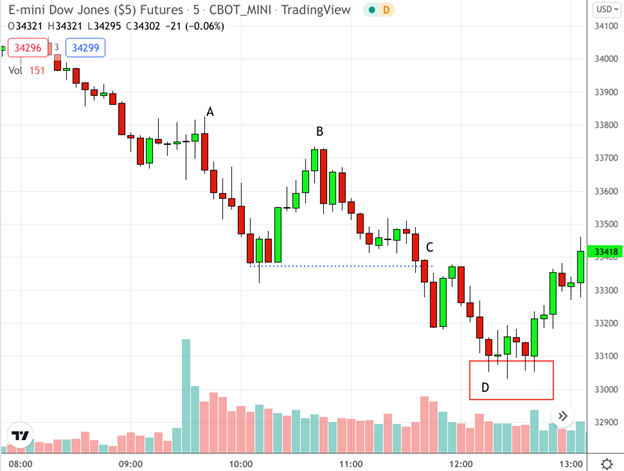 E-mini Dow Jones ($5) Futures · 5 · CBOT_MINI · TradingView D USD
O34321 H34321 L34295 C34302 −21 (−0.06%)
34296 3 34299
Vol 151
34100
34000
33900
A
33800
B
33700
33600
33500
C
33418
33400
33300
33200
33100
D
33000
32900
08:00 09:00 10:00 11:00 12:00 13:00